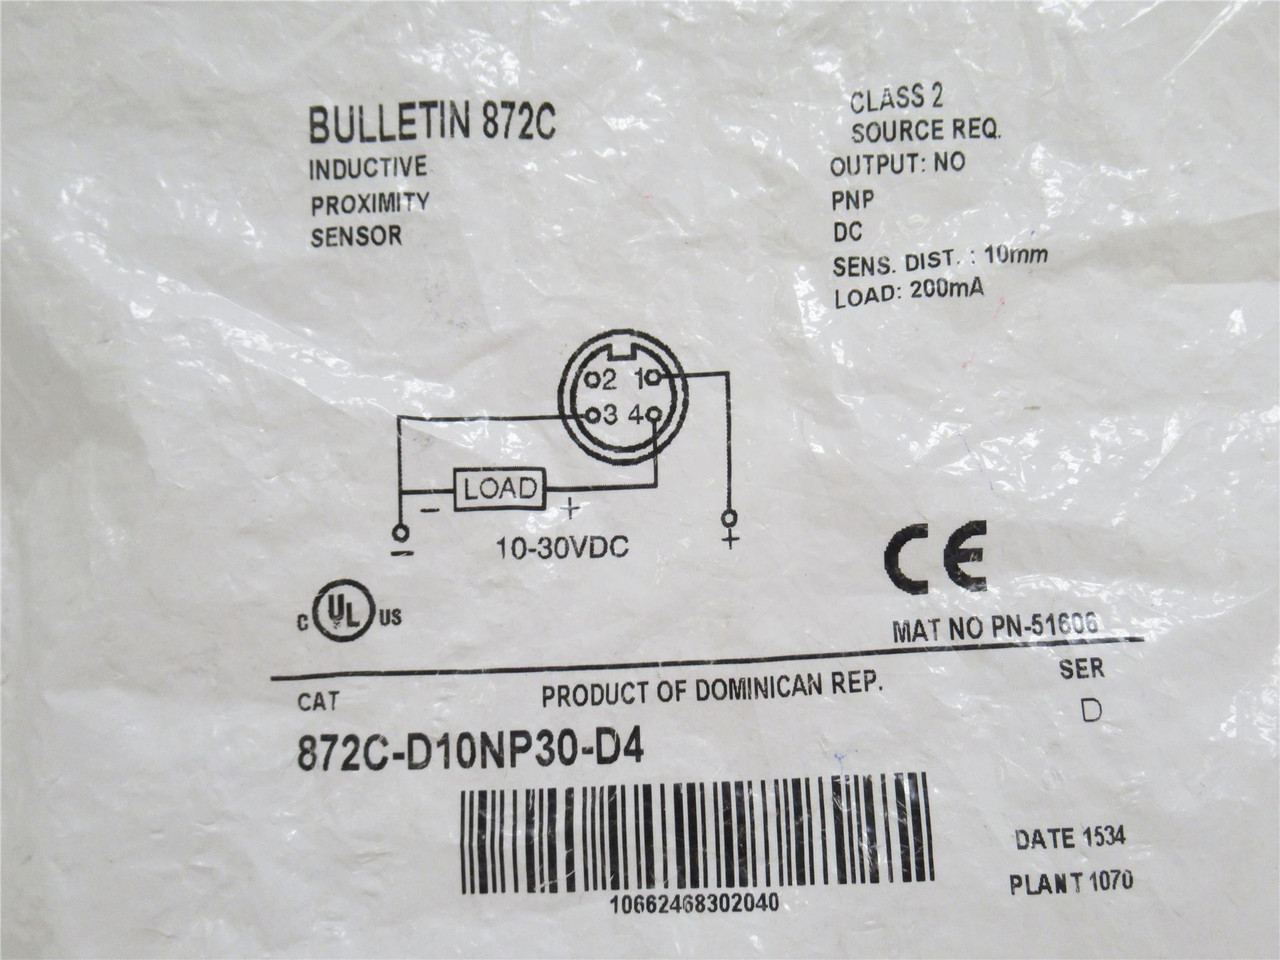 BULLETIN 872C
INDUCTIVE
PROXIMITY
SENSOR
CLASS 2
SOURCE REQ.
OUTPUT: NO
PNP
DC
SENS. DIST. : 10mm
LOAD: 200mA
2 1
3 4
LOAD
- +
- 10-30VDC +
C UL US
CE
MAT NO PN-51606
CAT PRODUCT OF DOMINICAN REP. SER
D
872C-D10NP30-D4
10662468302040
DATE 1534
PLANT 1070